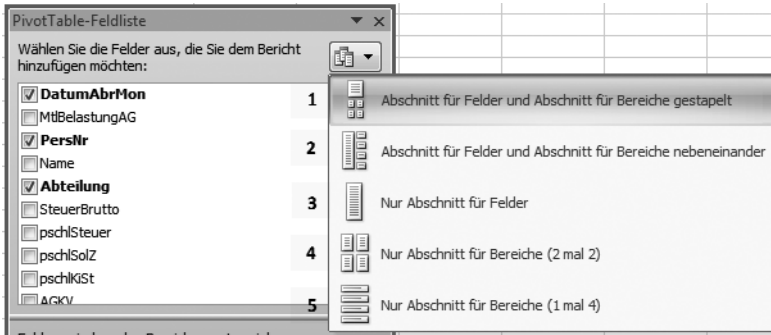 PivotTable-Feldliste
Wählen Sie die Felder aus, die Sie dem Bericht
hinzufügen möchten:
DatumAbrMon
MtlBelastungAG
PersNr
Name
Abteilung
SteuerBrutto
pschlSteuer
pschlSolZ
pschlKiSt
AGKV
1 Abschnitt für Felder und Abschnitt für Bereiche gestapelt
2 Abschnitt für Felder und Abschnitt für Bereiche nebeneinander
3 Nur Abschnitt für Felder
4 Nur Abschnitt für Bereiche (2 mal 2)
5 Nur Abschnitt für Bereiche (1 mal 4)